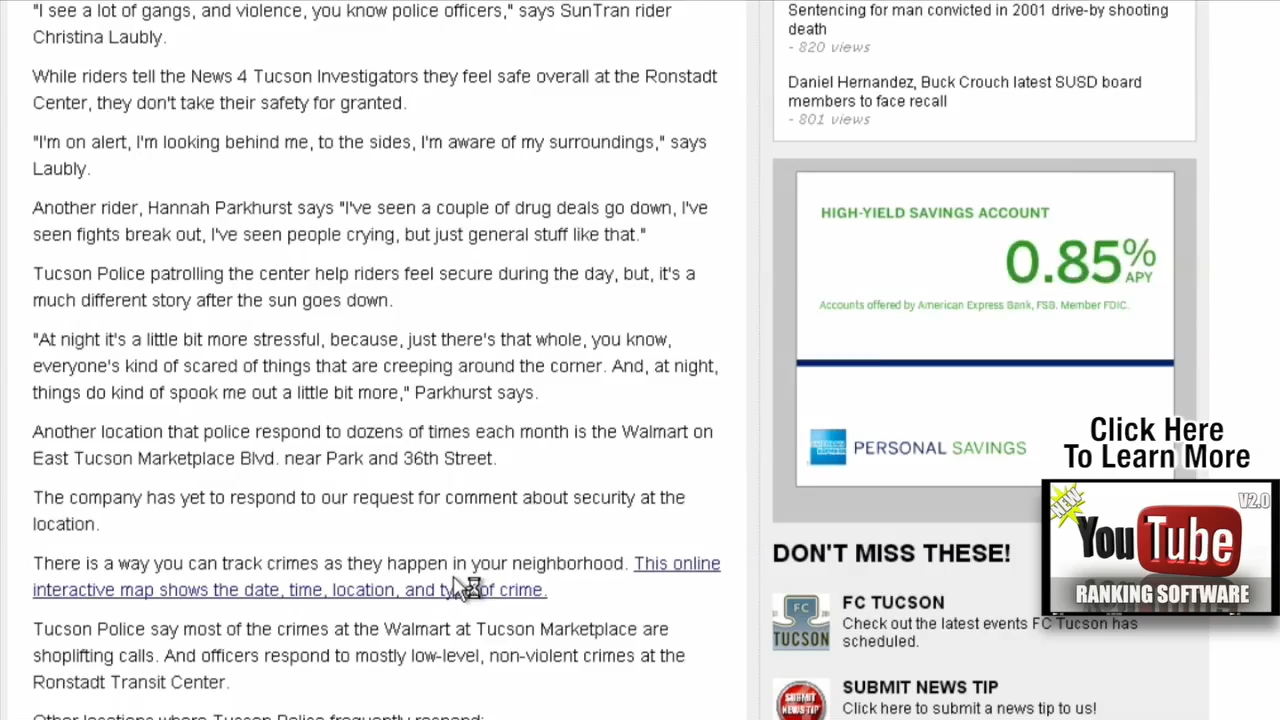 "I see a lot of gangs, and violence, you know police officers," says SunTran rider
Christina Laubly.
While riders tell the News 4 Tucson Investigators they feel safe overall at the Ronstadt
Center, they don't take their safety for granted.
"I'm on alert, I'm looking behind me, to the sides, I'm aware of my surroundings," says
Laubly.
Another rider, Hannah Parkhurst says "I've seen a couple of drug deals go down, I've
seen fights break out, I've seen people crying, but just general stuff like that."
Tucson Police patrolling the center help riders feel secure during the day, but, it's a
much different story after the sun goes down.
"At night it's a little bit more stressful, because, just there's that whole, you know,
everyone's kind of scared of things that are creeping around the corner. And, at night,
things do kind of spook me out a little bit more," Parkhurst says.
Another location that police respond to dozens of times each month is the Walmart on
East Tucson Marketplace Blvd. near Park and 36th Street.
The company has yet to respond to our request for comment about security at the
location.
There is a way you can track crimes as they happen in your neighborhood. This online
interactive map shows the date, time, location, and of crime.
Tucson Police say most of the crimes at the Walmart at Tucson Marketplace are
shoplifting calls. And officers respond to mostly low-level, non-violent crimes at the
Ronstadt Transit Center.
Other locations where Tucson Police frequently respond:
Sentencing for man convicted in 2001 drive-by shooting
death
- 820 views
Daniel Hernandez, Buck Crouch latest SUSD board
members to face recall
- 801 views
HIGH-YIELD SAVINGS ACCOUNT
0.85% APY
Accounts offered by American Express Bank, FSB. Member FDIC.
AMERICAN EXPRESS
PERSONAL SAVINGS
Click Here
To Learn More
NEW
V2.0
YouTube
RANKING SOFTWARE
DON'T MISS THESE!
FC
TUCSON
FC TUCSON
Check out the latest events FC Tucson has
scheduled.
SUBMIT
NEWS TIP
SUBMIT NEWS TIP
Click here to submit a news tip to us!